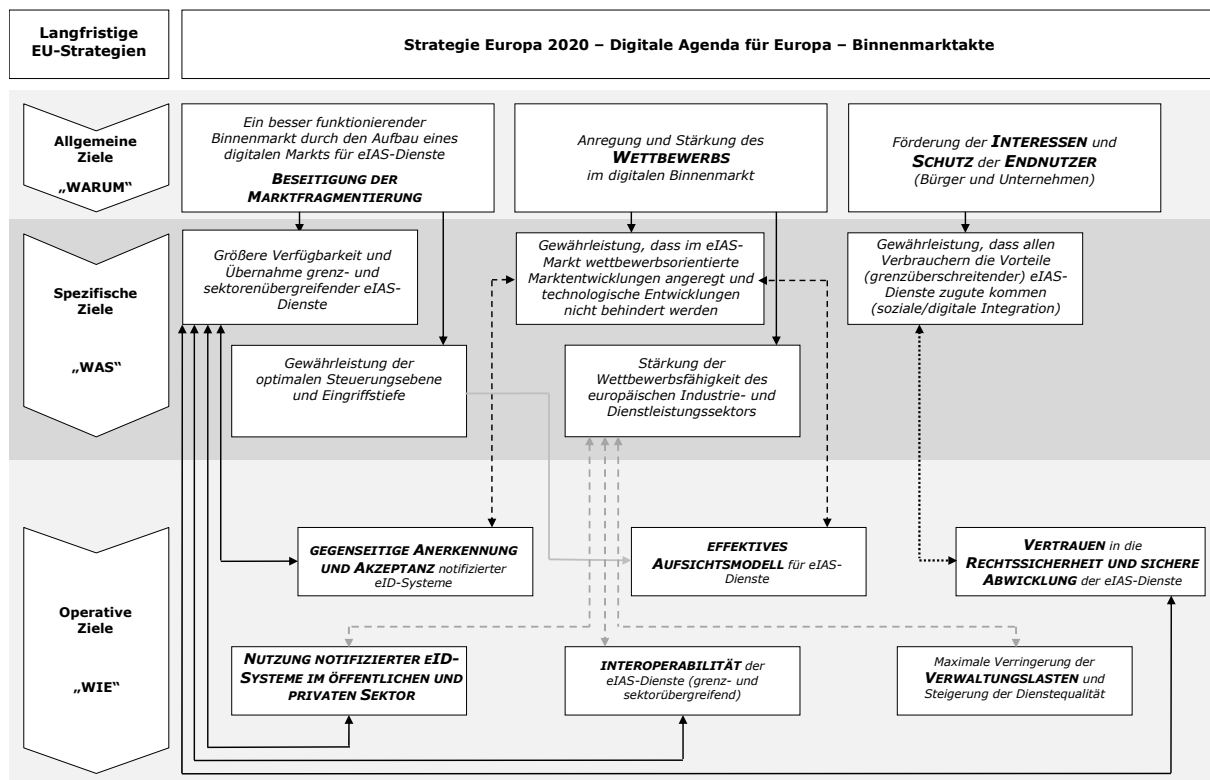 Langfristige
EU-Strategien
Strategie Europa 2020 – Digitale Agenda für Europa – Binnenmarktakte
Allgemeine
Ziele
„WARUM“
Ein besser funktionierender
Binnenmarkt durch den Aufbau eines
digitalen Markts für eIAS-Dienste
BESEITIGUNG DER
MARKTFRAGMENTIERUNG
Anregung und Stärkung des
WETTBEWERBS
im digitalen Binnenmarkt
Förderung der INTERESSEN und
SCHUTZ der ENDNUTZER
(Bürger und Unternehmen)
Spezifische
Ziele
„WAS“
Größere Verfügbarkeit und
Übernahme grenz- und
sektorenübergreifender eIAS-
Dienste
Gewährleistung, dass im eIAS-
Markt wettbewerbsorientierte
Marktentwicklungen angeregt und
technologische Entwicklungen
nicht behindert werden
Gewährleistung, dass allen
Verbrauchern die Vorteile
(grenzüberschreitender) eIAS-
Dienste zugute kommen
(soziale/digitale Integration)
Gewährleistung der
optimalen Steuerungsebene
und Eingriffstiefe
Stärkung der
Wettbewerbsfähigkeit des
europäischen Industrie- und
Dienstleistungssektors
Operative
Ziele
„WIE“
GEGENSEITIGE ANERKENNUNG
UND AKZEPTANZ notifizierter
eID-Systeme
EFFEKTIVES
AUFSICHTSMODELL für eIAS-
Dienste
VERTRAUEN in die
RECHTSSICHERHEIT UND SICHERE
ABWICKLUNG der eIAS-Dienste
NUTZUNG NOTIFIZIERTER EID-
SYSTEME IM ÖFFENTLICHEN UND
PRIVATEN SEKTOR
INTEROPERABILITÄT der
eIAS-Dienste (grenz- und
sektorübergreifend)
Maximale Verringerung der
VERWALTUNGSLASTEN und
Steigerung der Dienstequalität